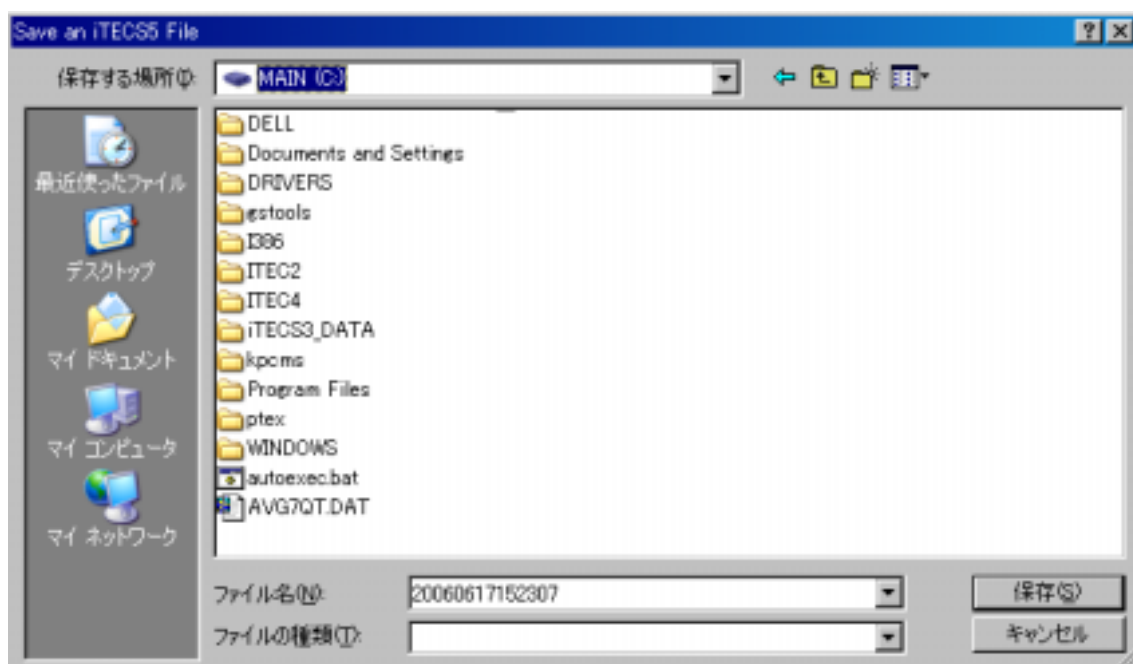 Save an iTECS5 File
保存する場所(I):
MAIN (C:)
最近使ったファイル
デスクトップ
マイ ドキュメント
マイ コンピュータ
マイ ネットワーク
DELL
Documents and Settings
DRIVERS
gstools
I386
ITEC2
ITEC4
iTECS3_DATA
kpcms
Program Files
ptex
WINDOWS
autoexec.bat
AVG7QT.DAT
ファイル名(N):
20060617152307
保存(S)
ファイルの種類(T):
キャンセル